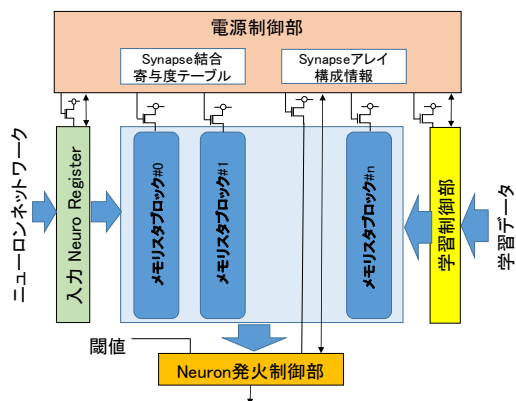 電源制御部
Synapse結合
寄与度テーブル
Synapseアレイ
構成情報
ニューロンネットワーク
入力 Neuro Register
メモリスタブロック#0
メモリスタブロック#1
メモリスタブロック#n
学習制御部
学習データ
閾値
Neuron発火制御部